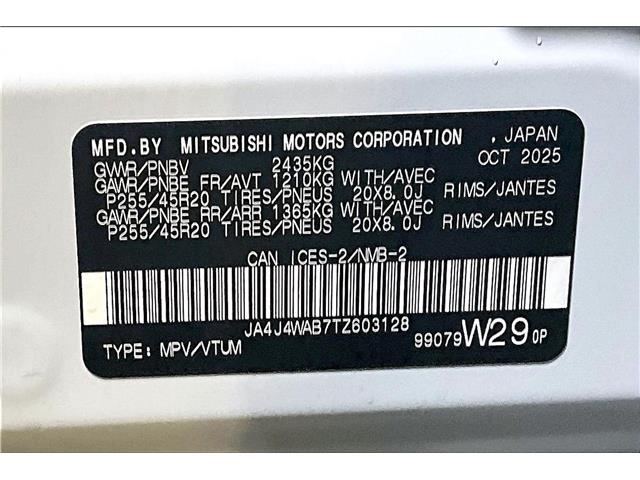 MFD.BY MITSUBISHI MOTORS CORPORATION , JAPAN
GVWR/PNBV 2435KG OCT 2025
GAWR/PNBE FR/AVT 1210KG WITH/AVEC
P255/45R20 TIRES/PNEUS 20X8.0J RIMS/JANTES
GAWR/PNBE RR/ARR 1365KG WITH/AVEC
P255/45R20 TIRES/PNEUS 20X8.0J RIMS/JANTES
CAN ICES-2/NMB-2
JA4J4WAB7TZ603128
TYPE: MPV/VTUM 99079W29 0P